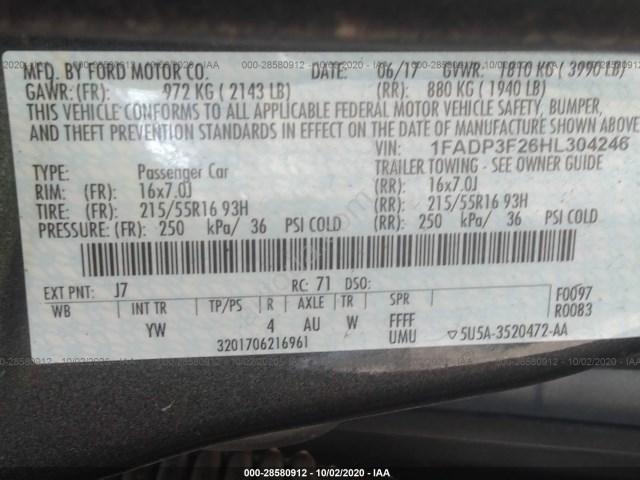 000-28580912 - 10/02/2020 - IAA
MFD. BY FORD MOTOR CO. DATE: 06/17 GVWR: 1810 KG ( 3990 LB)
GAWR: (FR): 972 KG ( 2143 LB) (RR): 880 KG ( 1940 LB)
THIS VEHICLE CONFORMS TO ALL APPLICABLE FEDERAL MOTOR VEHICLE SAFETY, BUMPER,
AND THEFT PREVENTION STANDARDS IN EFFECT ON THE DATE OF MANUFACTURE SHOWN ABOVE
VIN: 1FADP3F26HL304246
TYPE: Passenger Car TRAILER TOWING - SEE OWNER GUIDE
RIM: (FR): 16x7.0J (RR): 16x7.0J
TIRE: (FR): 215/55R16 93H (RR): 215/55R16 93H
PRESSURE: (FR): 250 kPa/ 36 PSI COLD (RR): 250 kPa/ 36 PSI COLD
EXT PNT: J7 RC: 71 DSO: F0097
WB INT TR TP/PS R AXLE TR SPR R0083
YW 4 AU W FFFF
3201706216961 UMU ▽5U5A-3520472-AA
000-28580912 - 10/02/2020 - IAA